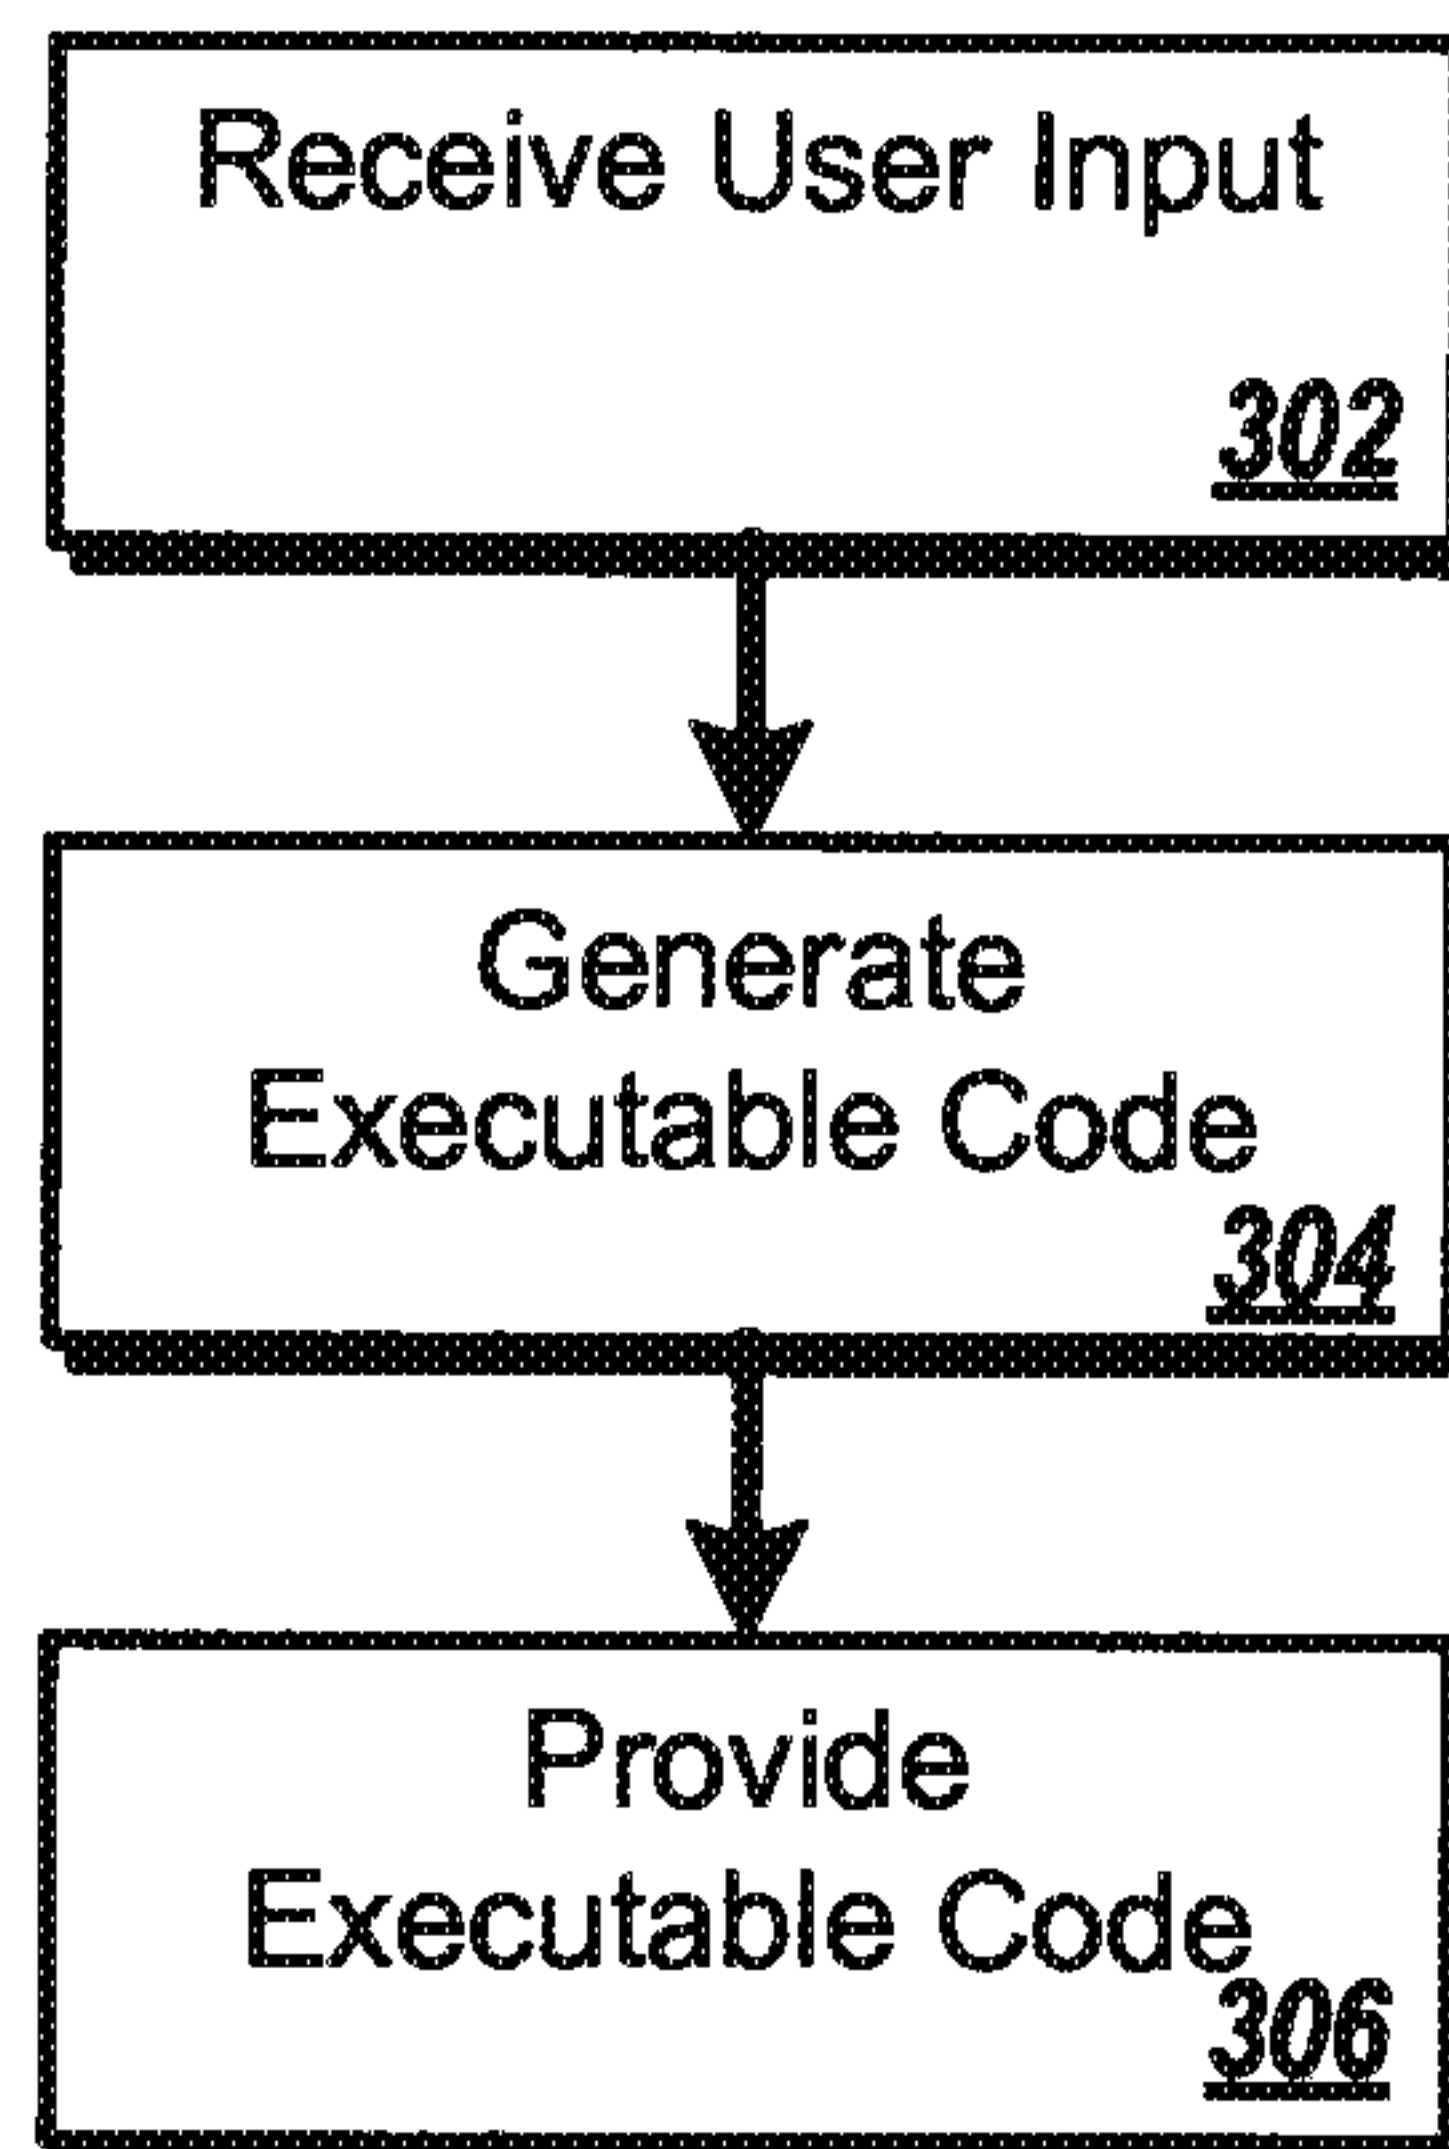 Receive User Input
302
Generate
Executable Code
304
Provide
Executable Code
306